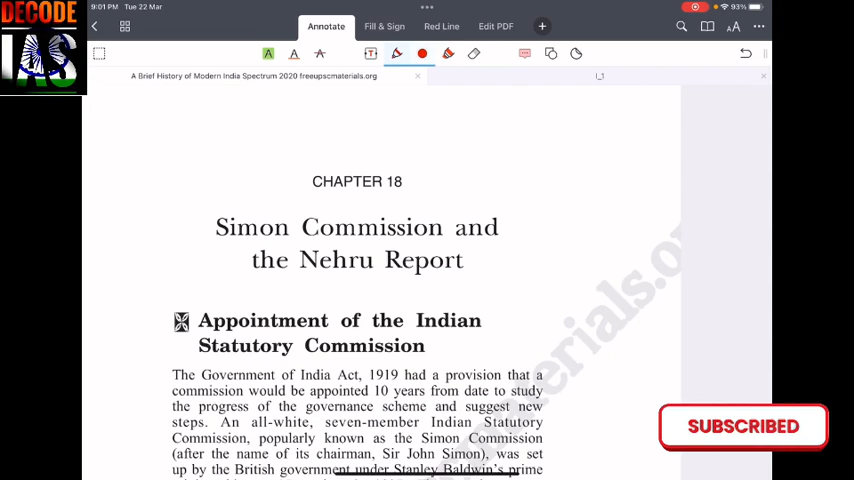 DECODE
IAS
9:01 PM Tue 22 Mar
93%
Annotate
Fill & Sign
Red Line
Edit PDF
AA
A
A
A
T
A Brief History of Modern India Spectrum 2020 freeupscmaterials.org
l_1
CHAPTER 18
Simon Commission and
the Nehru Report
Appointment of the Indian
Statutory Commission
The Government of India Act, 1919 had a provision that a
commission would be appointed 10 years from date to study
the progress of the governance scheme and suggest new
steps. An all-white, seven-member Indian Statutory
Commission, popularly known as the Simon Commission
(after the name of its chairman, Sir John Simon), was set
up by the British government under Stanley Baldwin's prime
materials.o
SUBSCRIBED